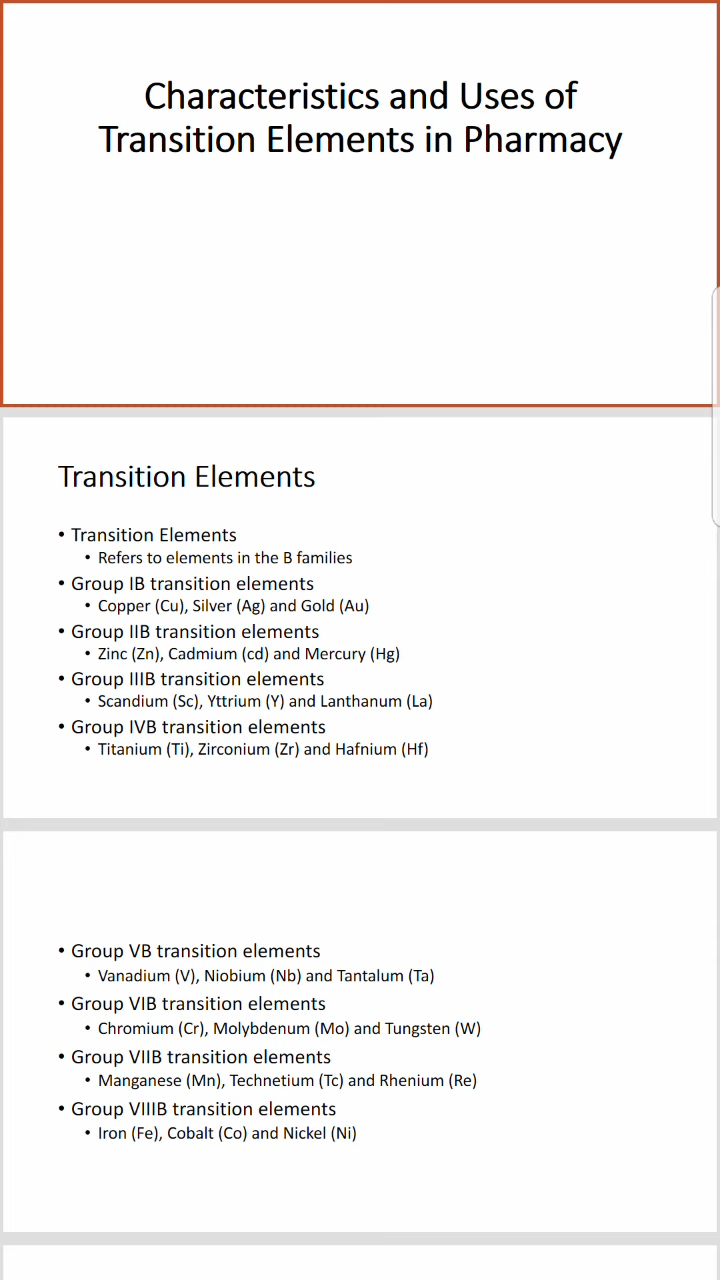 Characteristics and Uses of
Transition Elements in Pharmacy
Transition Elements
• Transition Elements
• Refers to elements in the B families
• Group IB transition elements
• Copper (Cu), Silver (Ag) and Gold (Au)
• Group IIB transition elements
• Zinc (Zn), Cadmium (cd) and Mercury (Hg)
• Group IIIB transition elements
• Scandium (Sc), Yttrium (Y) and Lanthanum (La)
• Group IVB transition elements
• Titanium (Ti), Zirconium (Zr) and Hafnium (Hf)
• Group VB transition elements
• Vanadium (V), Niobium (Nb) and Tantalum (Ta)
• Group VIB transition elements
• Chromium (Cr), Molybdenum (Mo) and Tungsten (W)
• Group VIIB transition elements
• Manganese (Mn), Technetium (Tc) and Rhenium (Re)
• Group VIIIB transition elements
• Iron (Fe), Cobalt (Co) and Nickel (Ni)